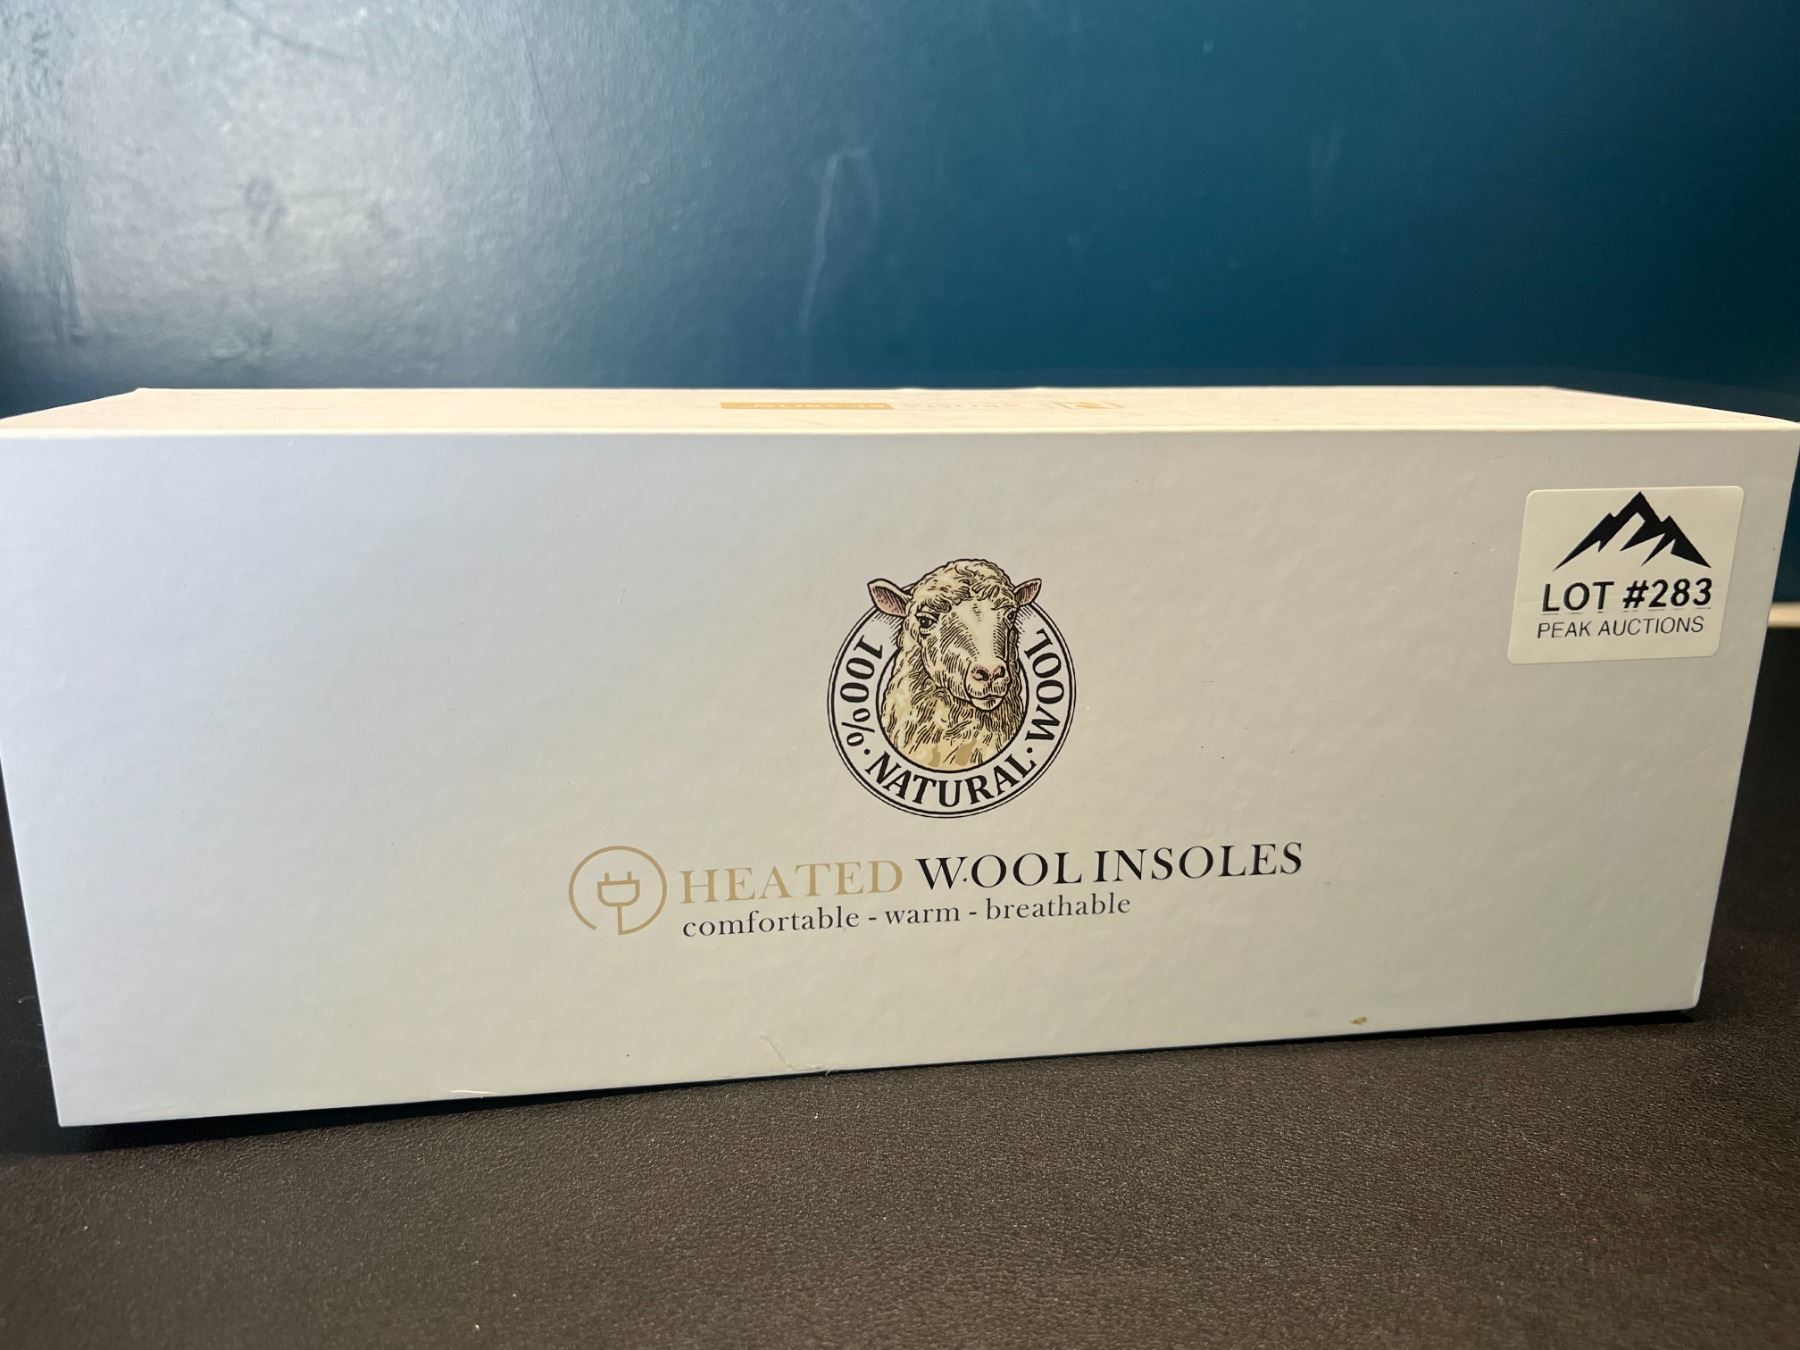 LOT #283
PEAK AUCTIONS
100% · NATURAL · WOOL
HEATED WOOL INSOLES
comfortable - warm - breathable